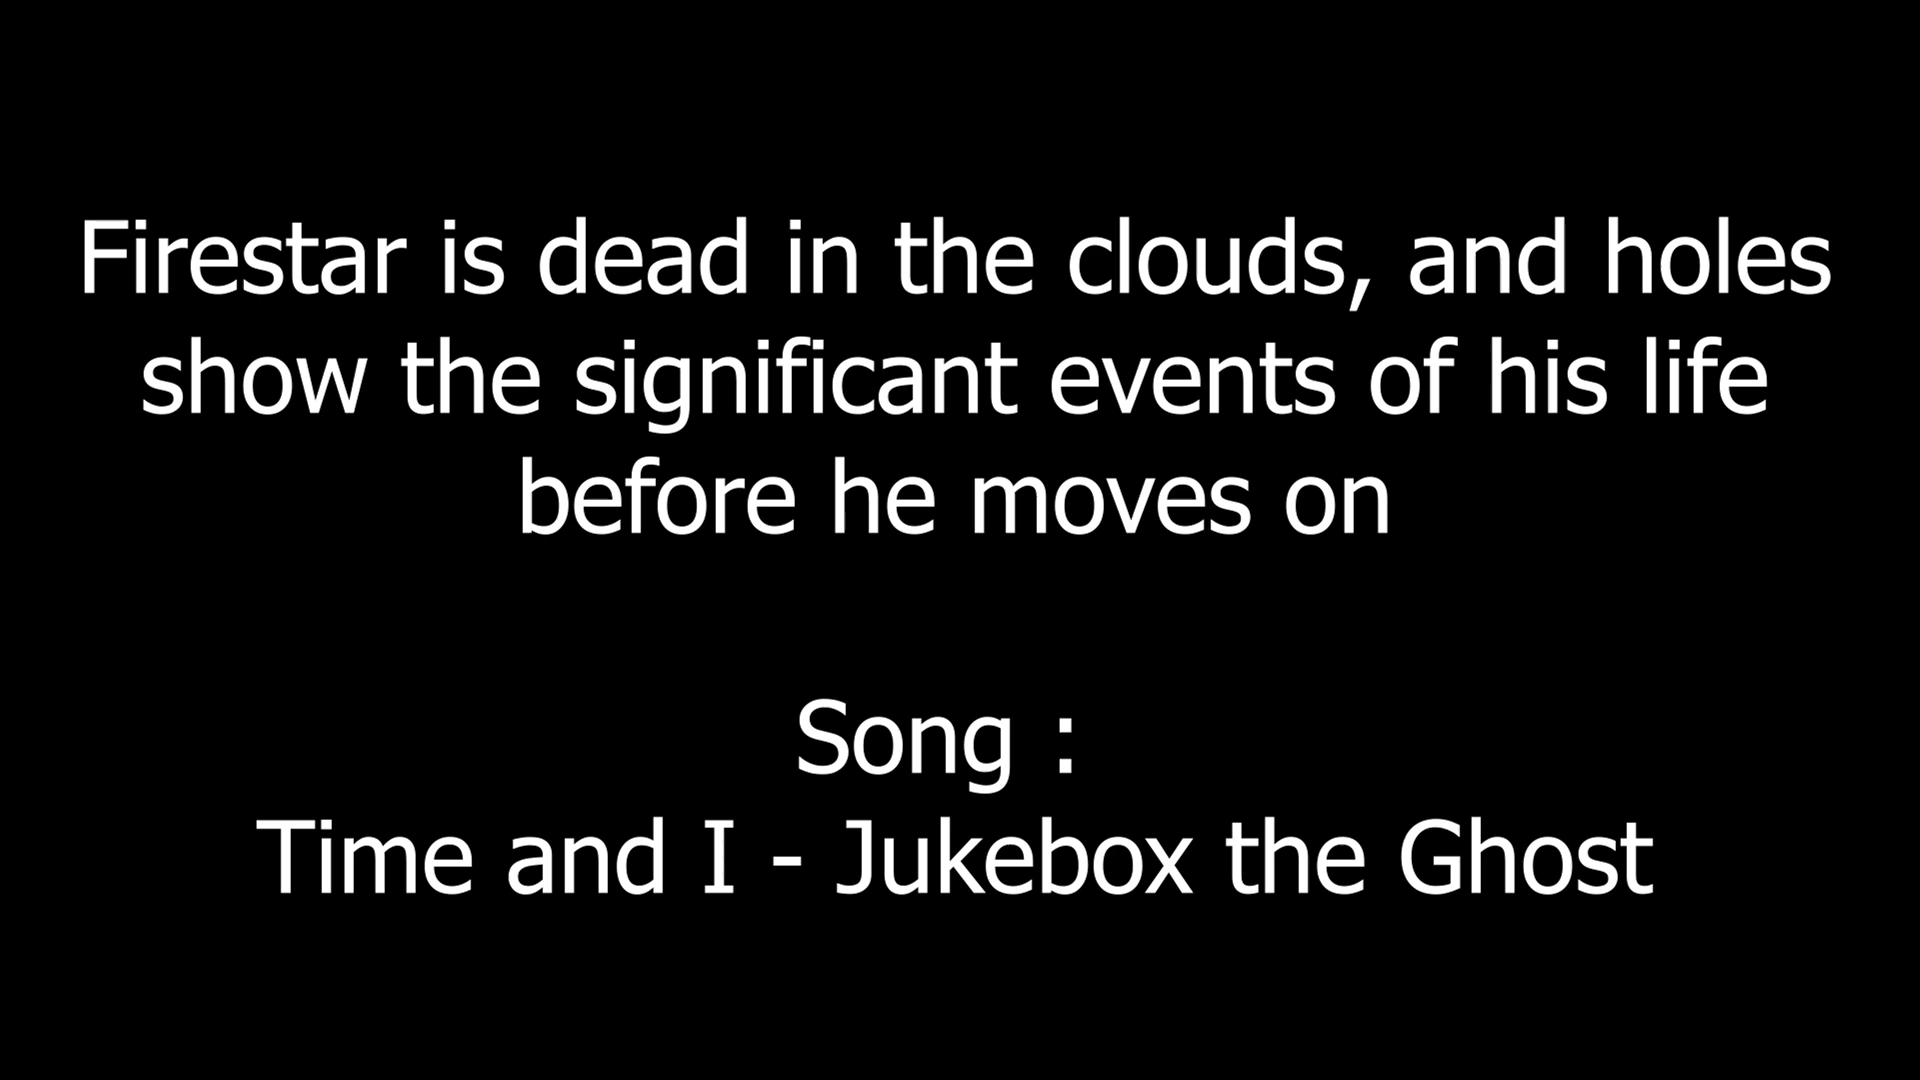 Firestar is dead in the clouds, and holes
show the significant events of his life
before he moves on
Song :
Time and I - Jukebox the Ghost